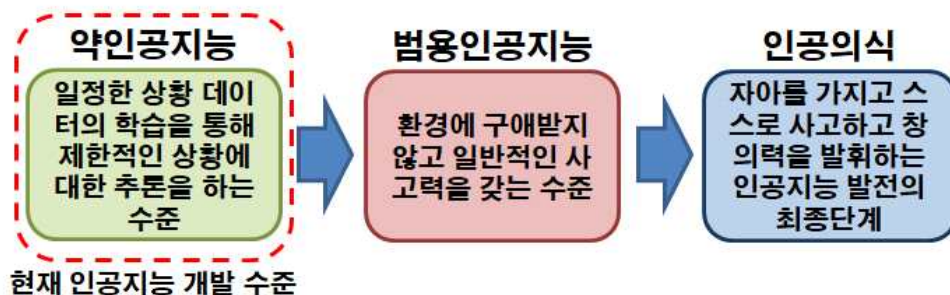 약인공지능
일정한 상황 데이
터의 학습을 통해
제한적인 상황에
대한 추론을 하는
수준
현재 인공지능 개발 수준
범용인공지능
환경에 구애받지
않고 일반적인 사
고력을 갖는 수준
인공의식
자아를 가지고 스
스로 사고하고 창
의력을 발휘하는
인공지능 발전의
최종단계